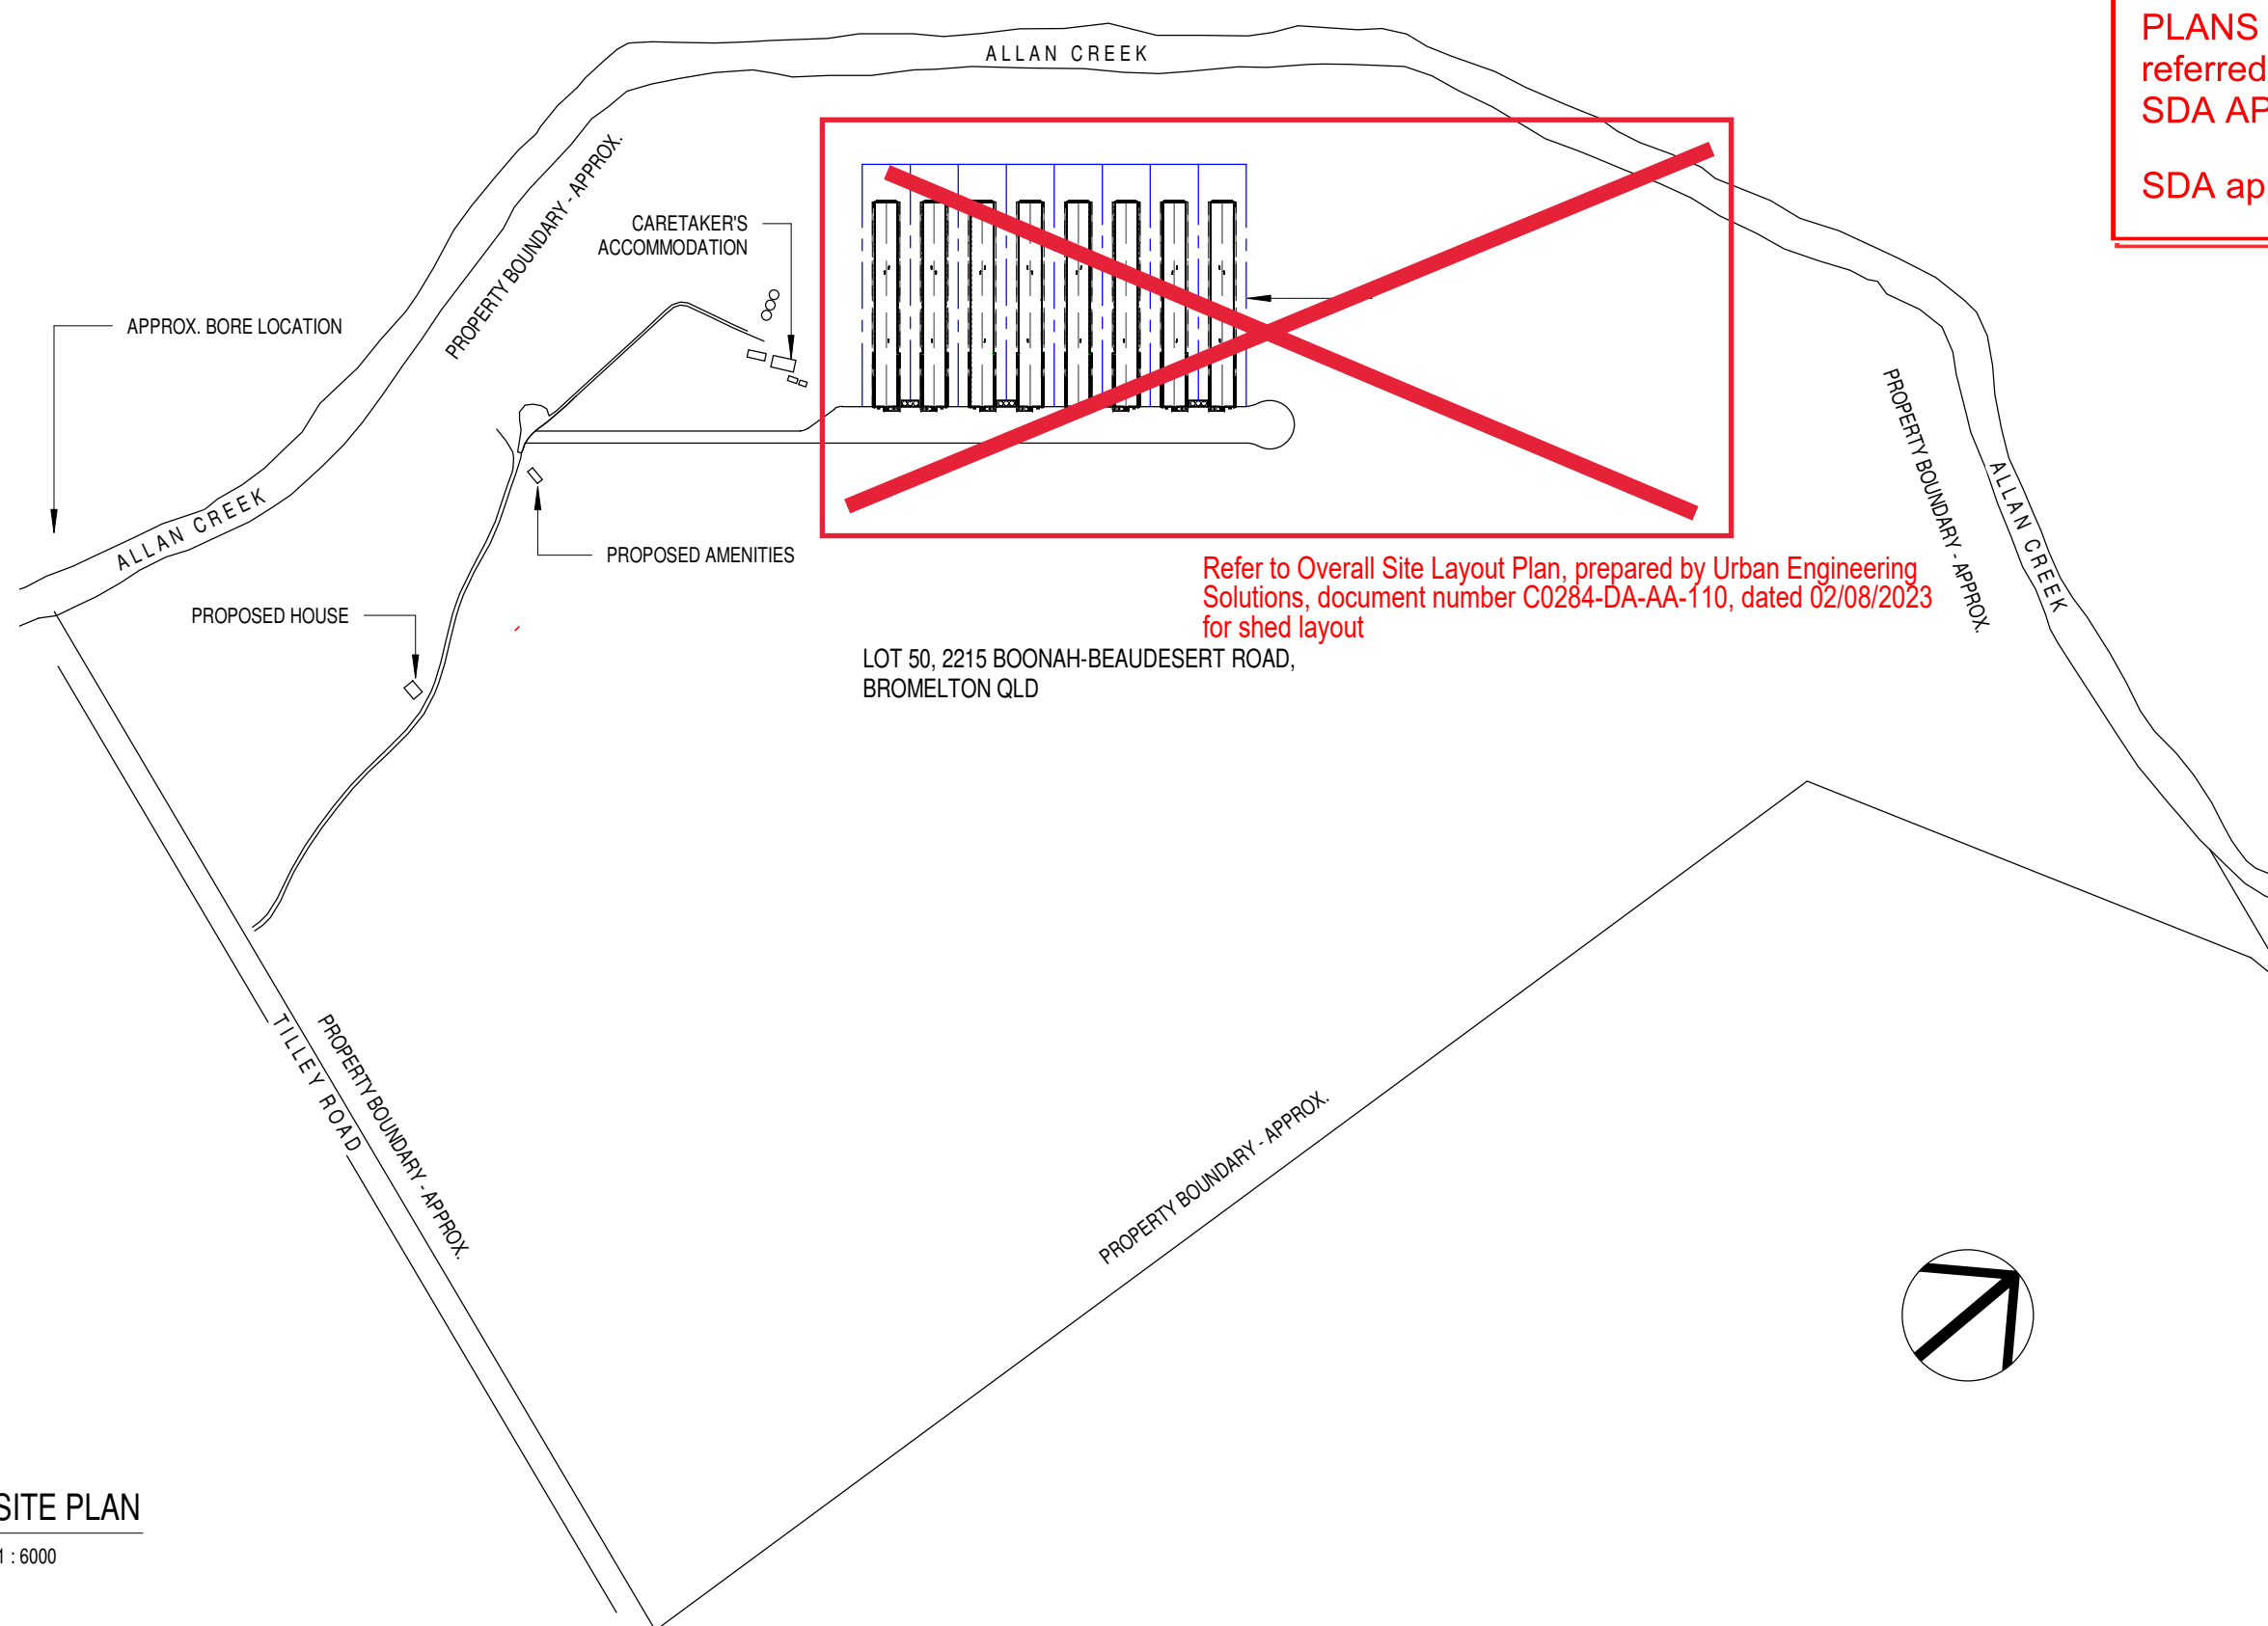 PLANS
referred
SDA AP
SDA ap
ALLAN CREEK
PROPERTY BOUNDARY - APPROX.
CARETAKER'S
ACCOMMODATION
APPROX. BORE LOCATION
ALLAN CREEK
PROPOSED AMENITIES
PROPOSED HOUSE
PROPERTY BOUNDARY - APPROX.
ALLAN CREEK
Refer to Overall Site Layout Plan, prepared by Urban Engineering
Solutions, document number C0284-DA-AA-110, dated 02/08/2023
for shed layout
LOT 50, 2215 BOONAH-BEAUDESERT ROAD,
BROMELTON QLD
TILLEY ROAD
PROPERTY BOUNDARY - APPROX.
PROPERTY BOUNDARY - APPROX.
SITE PLAN
1 : 6000